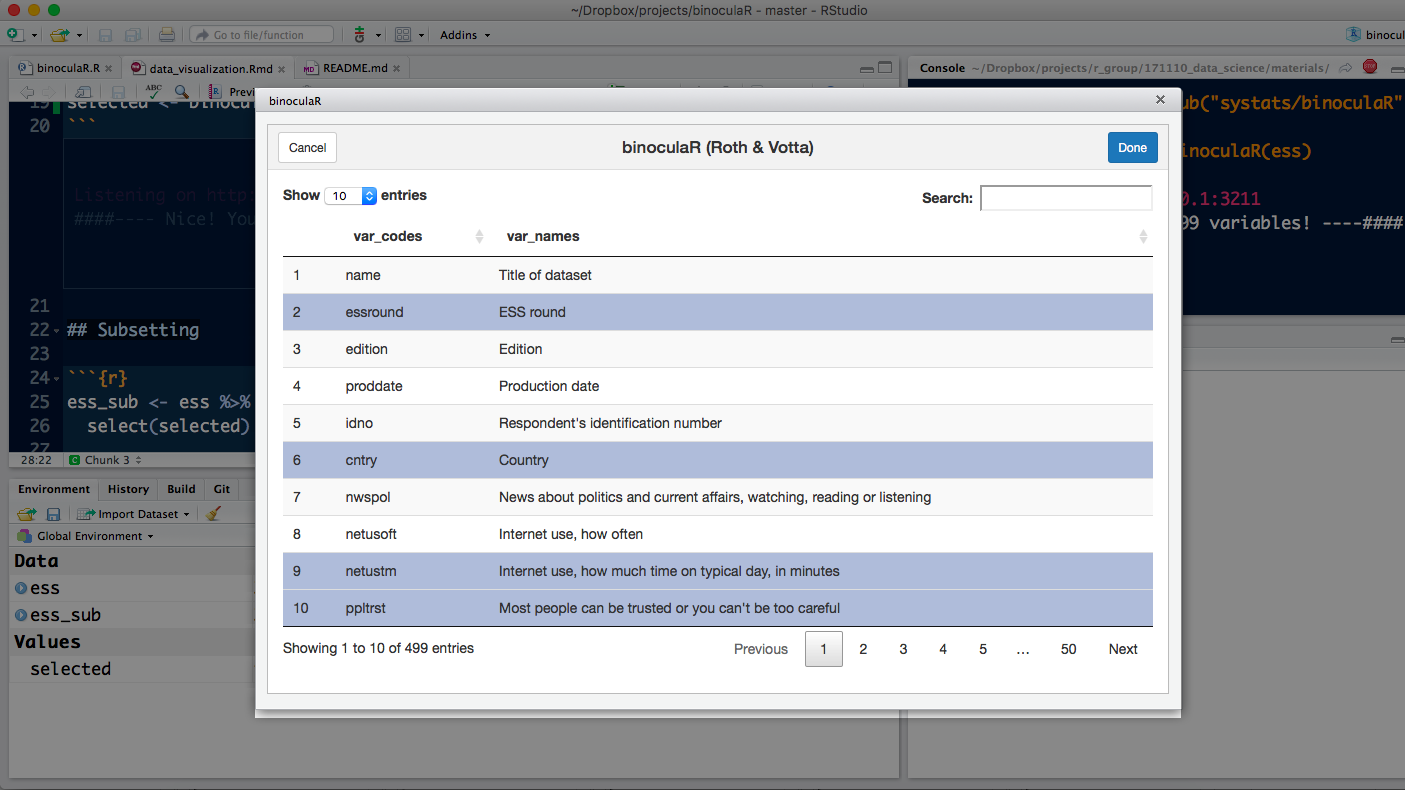 ~/Dropbox/projects/binoculaR - master - RStudio
Go to file/function
Addins
binocul
binoculaR.R
data_visualization.Rmd
README.md
ABC
Previ
19 selected <- binocu
20 ```
Listening on http:
####---- Nice! You
21
22 ## Subsetting
23
24 ```{r}
25 ess_sub <- ess %>%
26 select(selected)
27
28:22 C Chunk 3
Console ~/Dropbox/projects/r_group/171110_data_science/materials/
STOP
ub("systats/binoculaR"
inoculaR(ess)
0.1:3211
99 variables! ----####
Environment History Build Git
Import Dataset
Global Environment
Data
ess
ess_sub
Values
selected
binoculaR
Cancel
binoculaR (Roth & Votta)
Done
Show 10 entries
Search:
var_codes var_names
1 name Title of dataset
2 essround ESS round
3 edition Edition
4 proddate Production date
5 idno Respondent's identification number
6 cntry Country
7 nwspol News about politics and current affairs, watching, reading or listening
8 netusoft Internet use, how often
9 netustm Internet use, how much time on typical day, in minutes
10 ppltrst Most people can be trusted or you can't be too careful
Showing 1 to 10 of 499 entries
Previous 1 2 3 4 5 … 50 Next